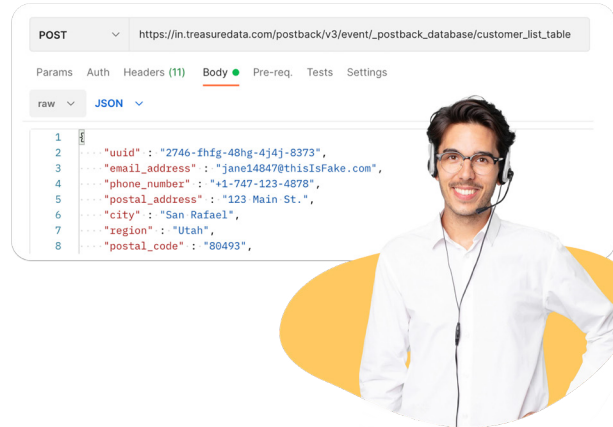 POST https://in.treasuredata.com/postback/v3/event/_postback_database/customer_list_table
Params Auth Headers (11) Body Pre-req. Tests Settings
raw JSON
1 {
2 "uuid" : "2746-fhfg-48hg-4j4j-8373",
3 "email_address" : "jane14847@thisIsFake.com",
4 "phone_number" : "+1-747-123-4878",
5 "postal_address" : "123 Main St.",
6 "city" : "San Rafael",
7 "region" : "Utah",
8 "postal_code" : "80493",